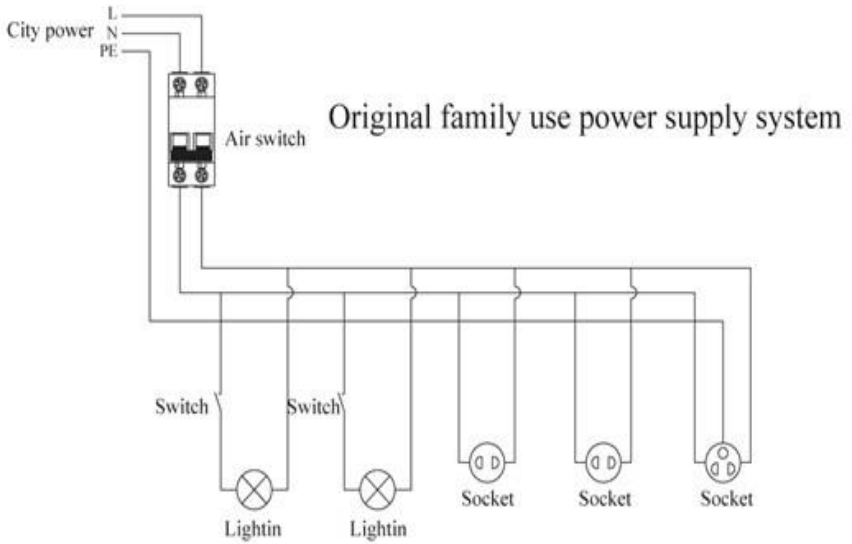 L
City power N
PE
Original family use power supply system
Air switch
Switch
Switch
Lightin
Lightin
Socket
Socket
Socket